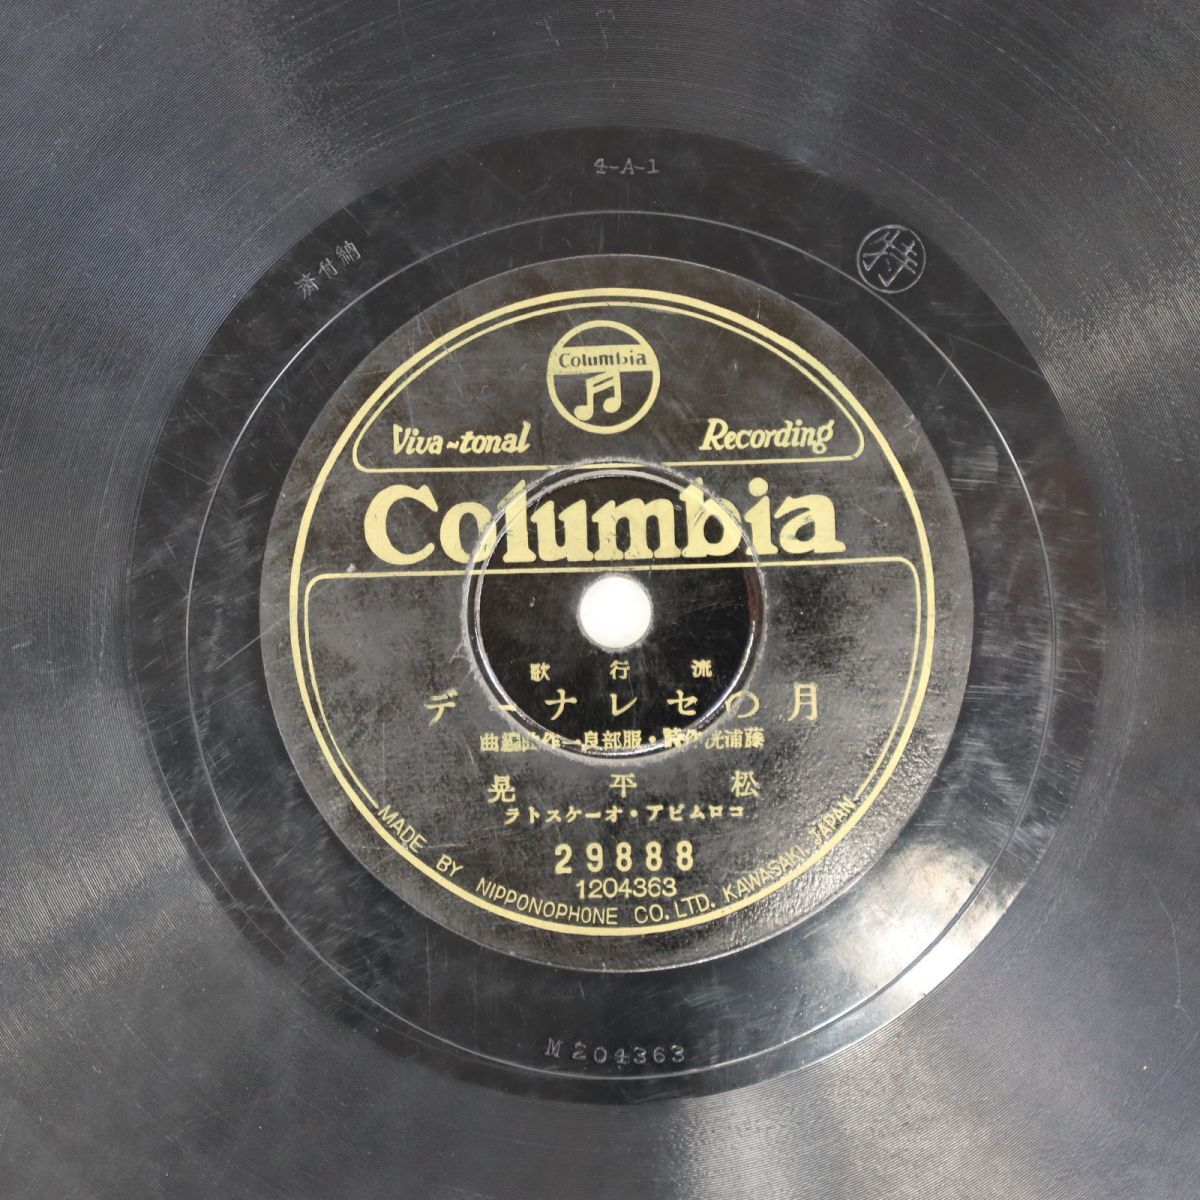 4-A-1
納付済
特
Columbia
Viva-tonal Recording
Columbia
流行歌
月のセレナーデ
藤浦洸作詩・服部良一作曲編曲
松平晃
コロムビア・オーケストラ
29888
1204363
MADE BY NIPPONOPHONE CO. LTD. KAWASAKI, JAPAN
M204363